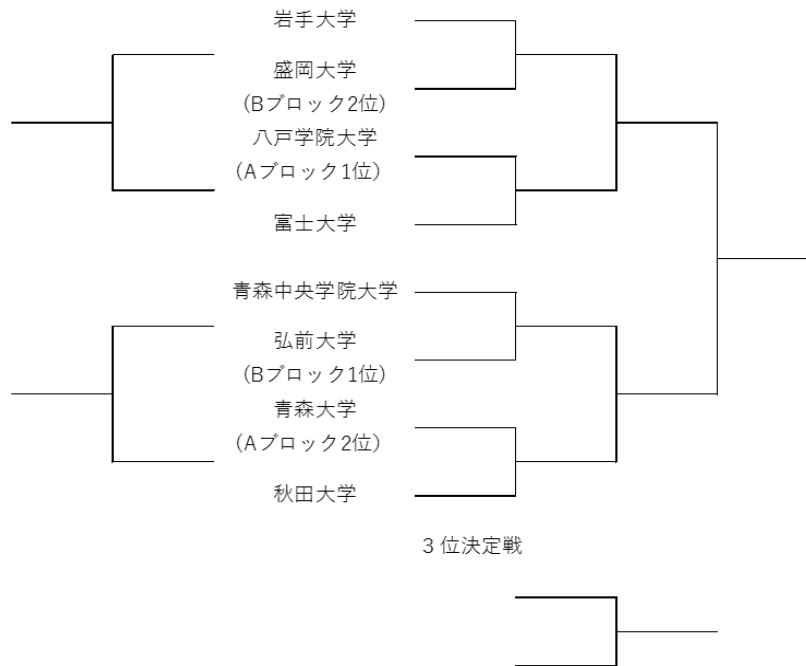 岩手大学
盛岡大学
(Bブロック2位)
八戸学院大学
(Aブロック1位)
富士大学
青森中央学院大学
弘前大学
(Bブロック1位)
青森大学
(Aブロック2位)
秋田大学
3位決定戦